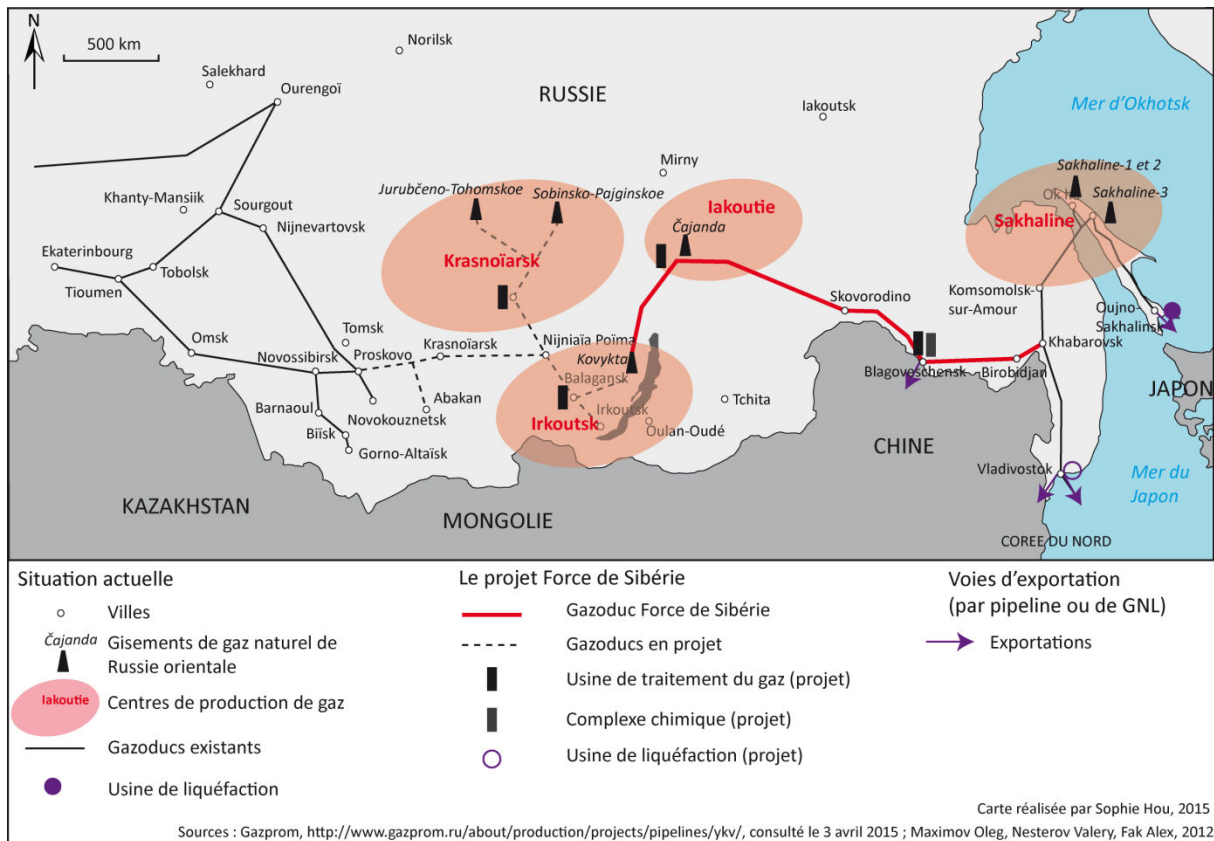 N
500 km
Norilsk
Salekhard
Ourengoï
RUSSIE
Iakoutsk
Mer d'Okhotsk
Mirny
Sakhaline-1 et 2
Jurubčeno-Tohomskoe
Sobinsko-Pajginskoe
Sakhaline-3
Khanty-Mansiik
Sourgout
Iakoutie
Sakhaline
Nijnevartovsk
Čajanda
Ekaterinbourg
Krasnoïarsk
Tobolsk
Tioumen
Skovorodino
Komsomolsk-
sur-Amour
Oujno-
Sakhalinsk
Omsk
Tomsk
Krasnoïarsk
Nijniaïa Poïma
Khabarovsk
Novossibirsk
Proskovo
Kovykta
Blagoveschensk
Birobidjan
Balagansk
JAPON
Abakan
Tchita
Barnaoul
Novokouznetsk
Irkoutsk
Irkoutsk
Oulan-Oudé
Biïsk
CHINE
Gorno-Altaïsk
Vladivostok
Mer du
Japon
KAZAKHSTAN
MONGOLIE
COREE DU NORD
Situation actuelle
Villes
Čajanda
Gisements de gaz naturel de
Russie orientale
Iakoutie
Centres de production de gaz
Gazoducs existants
Usine de liquéfaction
Le projet Force de Sibérie
Gazoduc Force de Sibérie
Gazoducs en projet
Usine de traitement du gaz (projet)
Complexe chimique (projet)
Usine de liquéfaction (projet)
Voies d'exportation
(par pipeline ou de GNL)
Exportations
Carte réalisée par Sophie Hou, 2015
Sources : Gazprom, http://www.gazprom.ru/about/production/projects/pipelines/ykv/, consulté le 3 avril 2015 ; Maximov Oleg, Nesterov Valery, Fak Alex, 2012